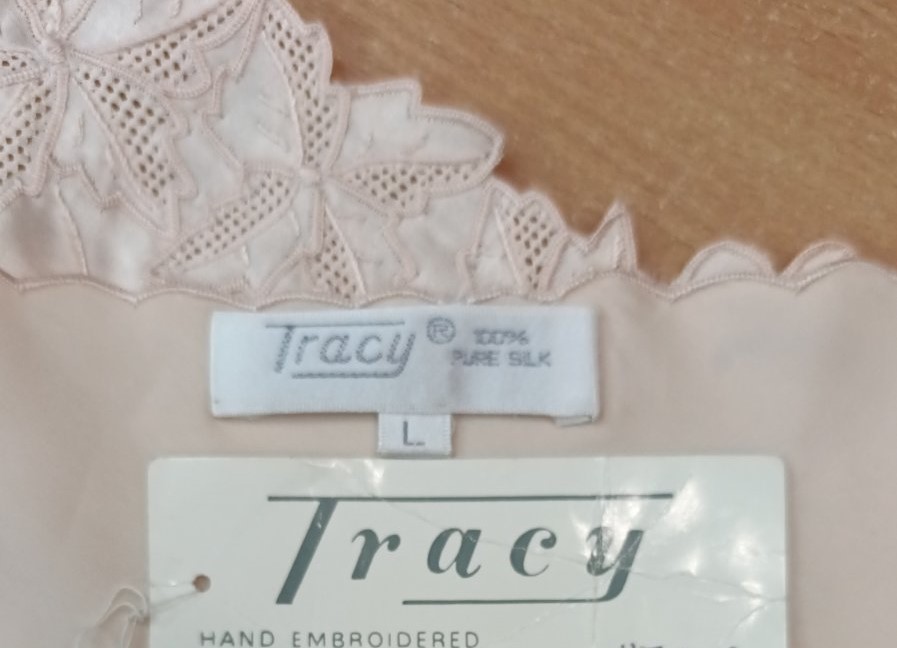 Tracy ® 100%
PURE SILK
L
Tracy
HAND EMBROIDERED